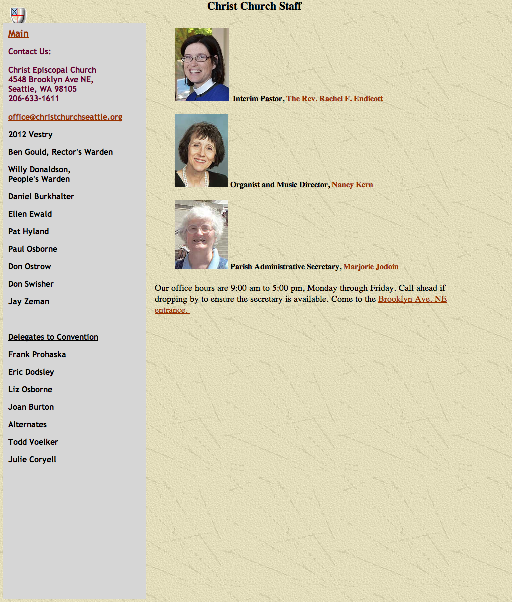 Christ Church Staff
Main
Contact Us:
Christ Episcopal Church
4548 Brooklyn Ave NE,
Seattle, WA 98105
206-633-1611
office@christchurchseattle.org
2012 Vestry
Ben Gould, Rector's Warden
Willy Donaldson,
People's Warden
Daniel Burkhalter
Ellen Ewald
Pat Hyland
Paul Osborne
Don Ostrow
Don Swisher
Jay Zeman
Delegates to Convention
Frank Prohaska
Eric Dodsley
Liz Osborne
Joan Burton
Alternates
Todd Voelker
Julie Coryell
Interim Pastor, The Rev. Rachel F. Endicott
Organist and Music Director, Nancy Kern
Parish Administrative Secretary, Marjorie Jodoin
Our office hours are 9:00 am to 5:00 pm, Monday through Friday. Call ahead if
dropping by to ensure the secretary is available. Come to the Brooklyn Ave. NE
entrance.